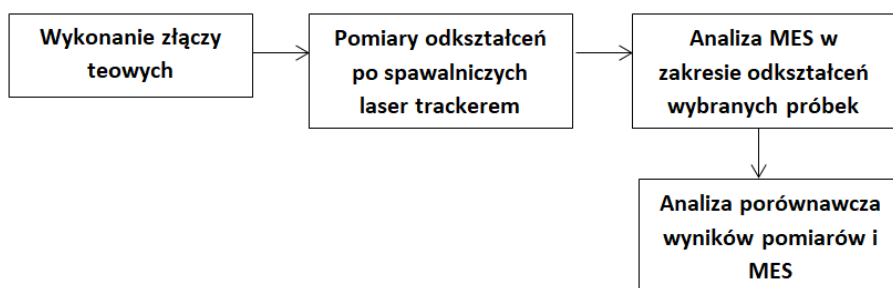 Wykonanie złączy
teowych
Pomiary odkształceń
po spawalniczych
laser trackerem
Analiza MES w
zakresie odkształceń
wybranych próbek
Analiza porównawcza
wyników pomiarów i
MES